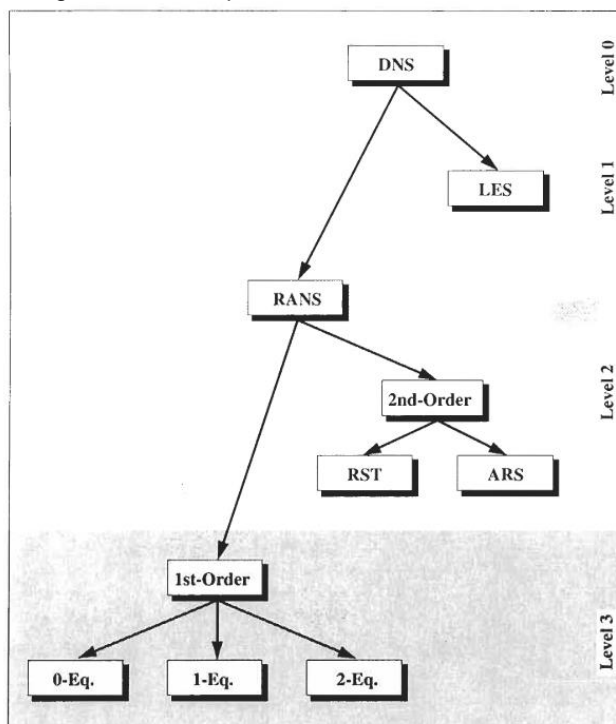 DNS
Level 0
LES
Level 1
RANS
2nd-Order
Level 2
RST
ARS
1st-Order
Level 3
0-Eq.
1-Eq.
2-Eq.